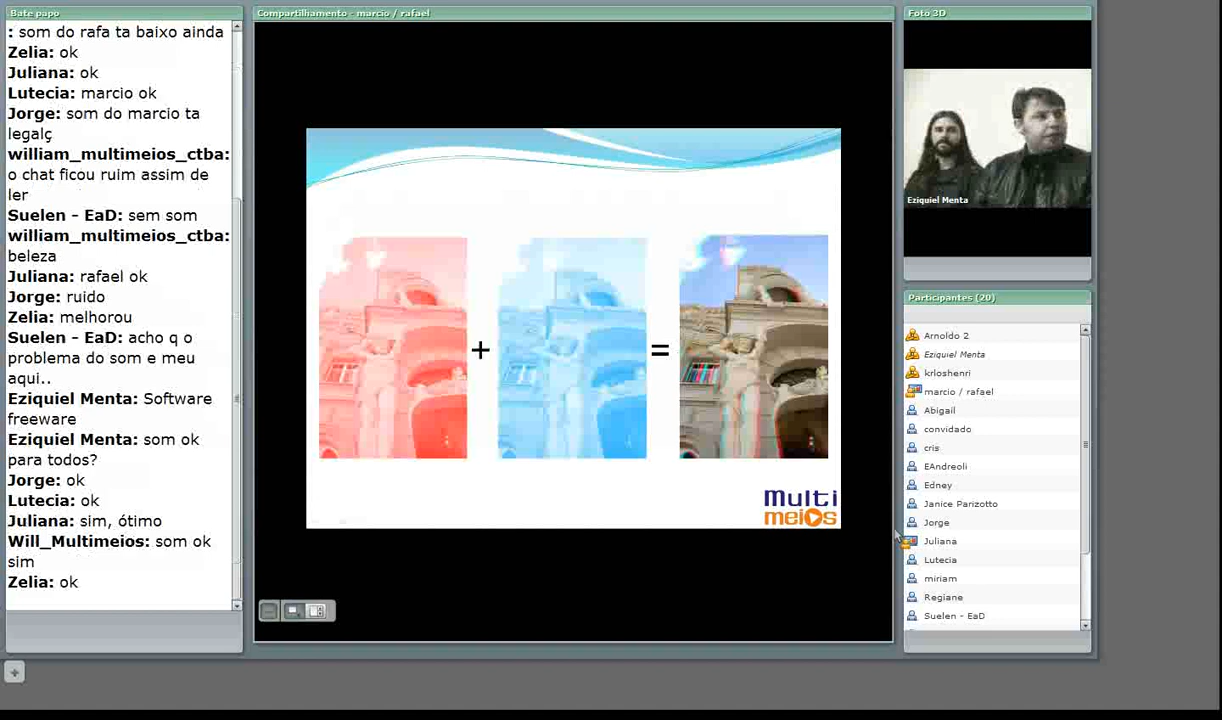 Bate papo
: som do rafa ta baixo ainda
Zelia: ok
Juliana: ok
Lutecia: marcio ok
Jorge: som do marcio ta
legalç
william_multimeios_ctba:
o chat ficou ruim assim de
ler
Suelen - EaD: sem som
william_multimeios_ctba:
beleza
Juliana: rafael ok
Jorge: ruido
Zelia: melhorou
Suelen - EaD: acho q o
problema do som e meu
aqui..
Eziquiel Menta: Software
freeware
Eziquiel Menta: som ok
para todos?
Jorge: ok
Lutecia: ok
Juliana: sim, ótimo
Will_Multimeios: som ok
sim
Zelia: ok
Compartilhamento - marcio / rafael
+ =
Multi
meios
Foto 3D
Eziquiel Menta
Participantes (20)
Arnoldo 2
Eziquiel Menta
krloshenri
marcio / rafael
Abigail
convidado
cris
EAndreoli
Edney
Janice Parizotto
Jorge
Juliana
Lutecia
miriam
Regiane
Suelen - EaD